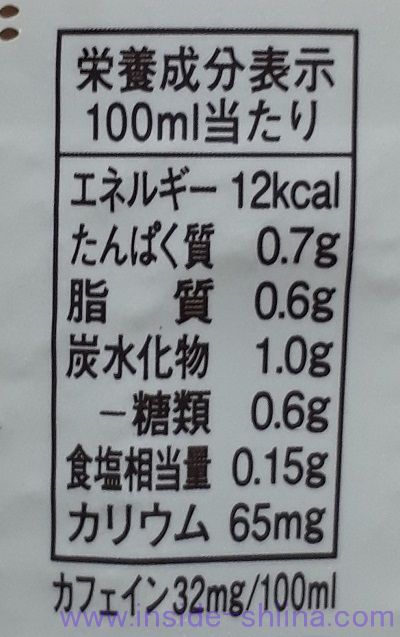 栄養成分表示
100ml当たり
エネルギー 12kcal
たんぱく質 0.7g
脂質 0.6g
炭水化物 1.0g
－糖類 0.6g
食塩相当量 0.15g
カリウム 65mg
カフェイン32mg/100ml
www.inside-shiina.com